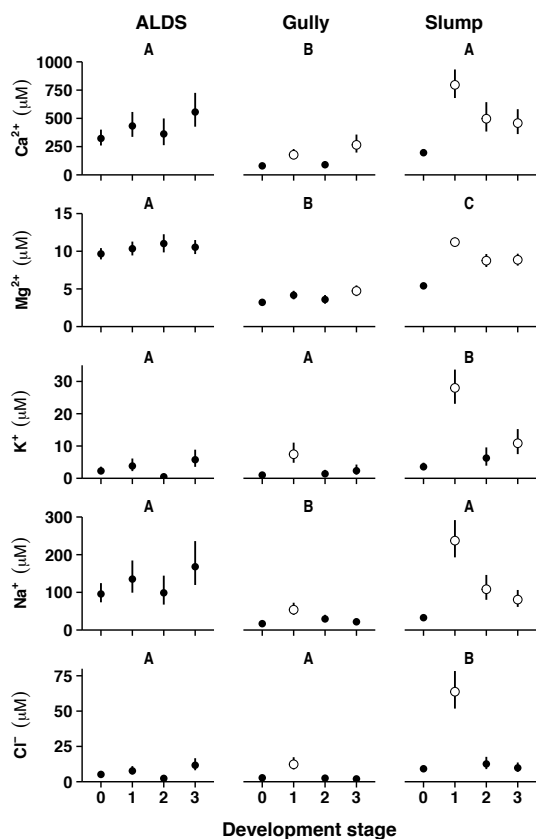 ALDS Gully Slump
A B A
Ca²⁺ (μM)
1000
750
500
250
0
A B C
Mg²⁺ (μM)
15
10
5
0
A A B
K⁺ (μM)
30
20
10
0
A B A
Na⁺ (μM)
300
200
100
0
A A B
Cl⁻ (μM)
75
50
25
0
0 1 2 3 0 1 2 3 0 1 2 3
Development stage